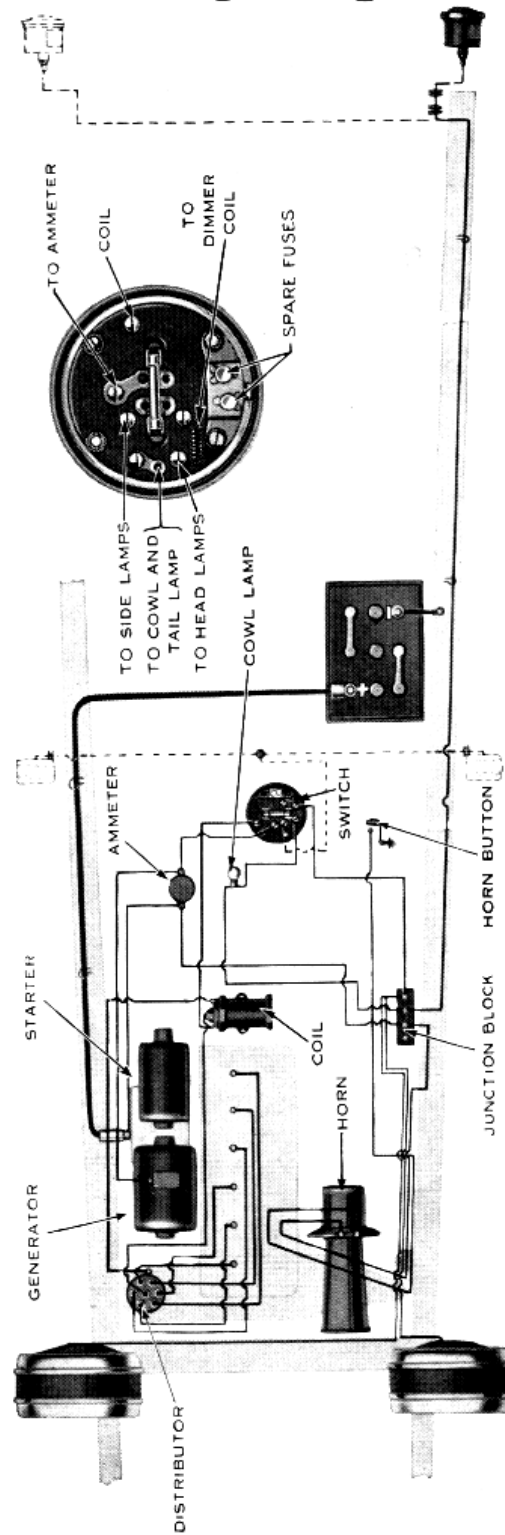 TO AMMETER
COIL
TO
DIMMER
COIL
SPARE FUSES
TO SIDE LAMPS
TO COWL AND
TAIL LAMP
TO HEAD LAMPS
COWL LAMP
AMMETER
SWITCH
HORN BUTTON
STARTER
COIL
JUNCTION BLOCK
GENERATOR
HORN
DISTRIBUTOR